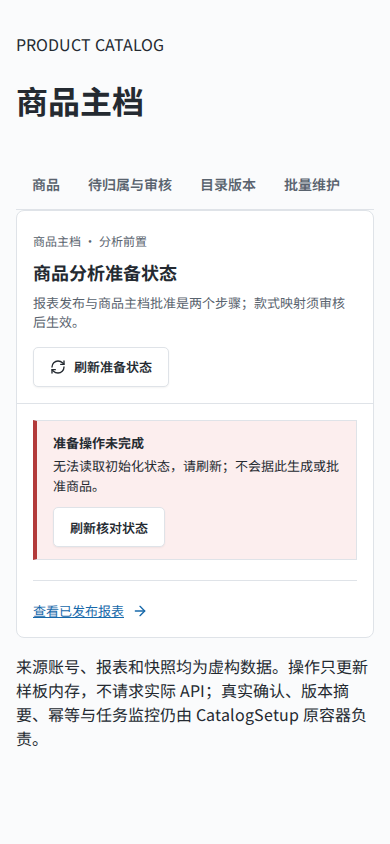 PRODUCT CATALOG
商品主档
商品 待归属与审核 目录版本 批量维护
商品主档 · 分析前置
商品分析准备状态
报表发布与商品主档批准是两个步骤；款式映射须审核
后生效。
刷新准备状态
准备操作未完成
无法读取初始化状态，请刷新；不会据此生成或批
准商品。
刷新核对状态
查看已发布报表
来源账号、报表和快照均为虚构数据。操作只更新
样板内存，不请求实际 API；真实确认、版本摘
要、幂等与任务监控仍由 CatalogSetup 原容器负
责。